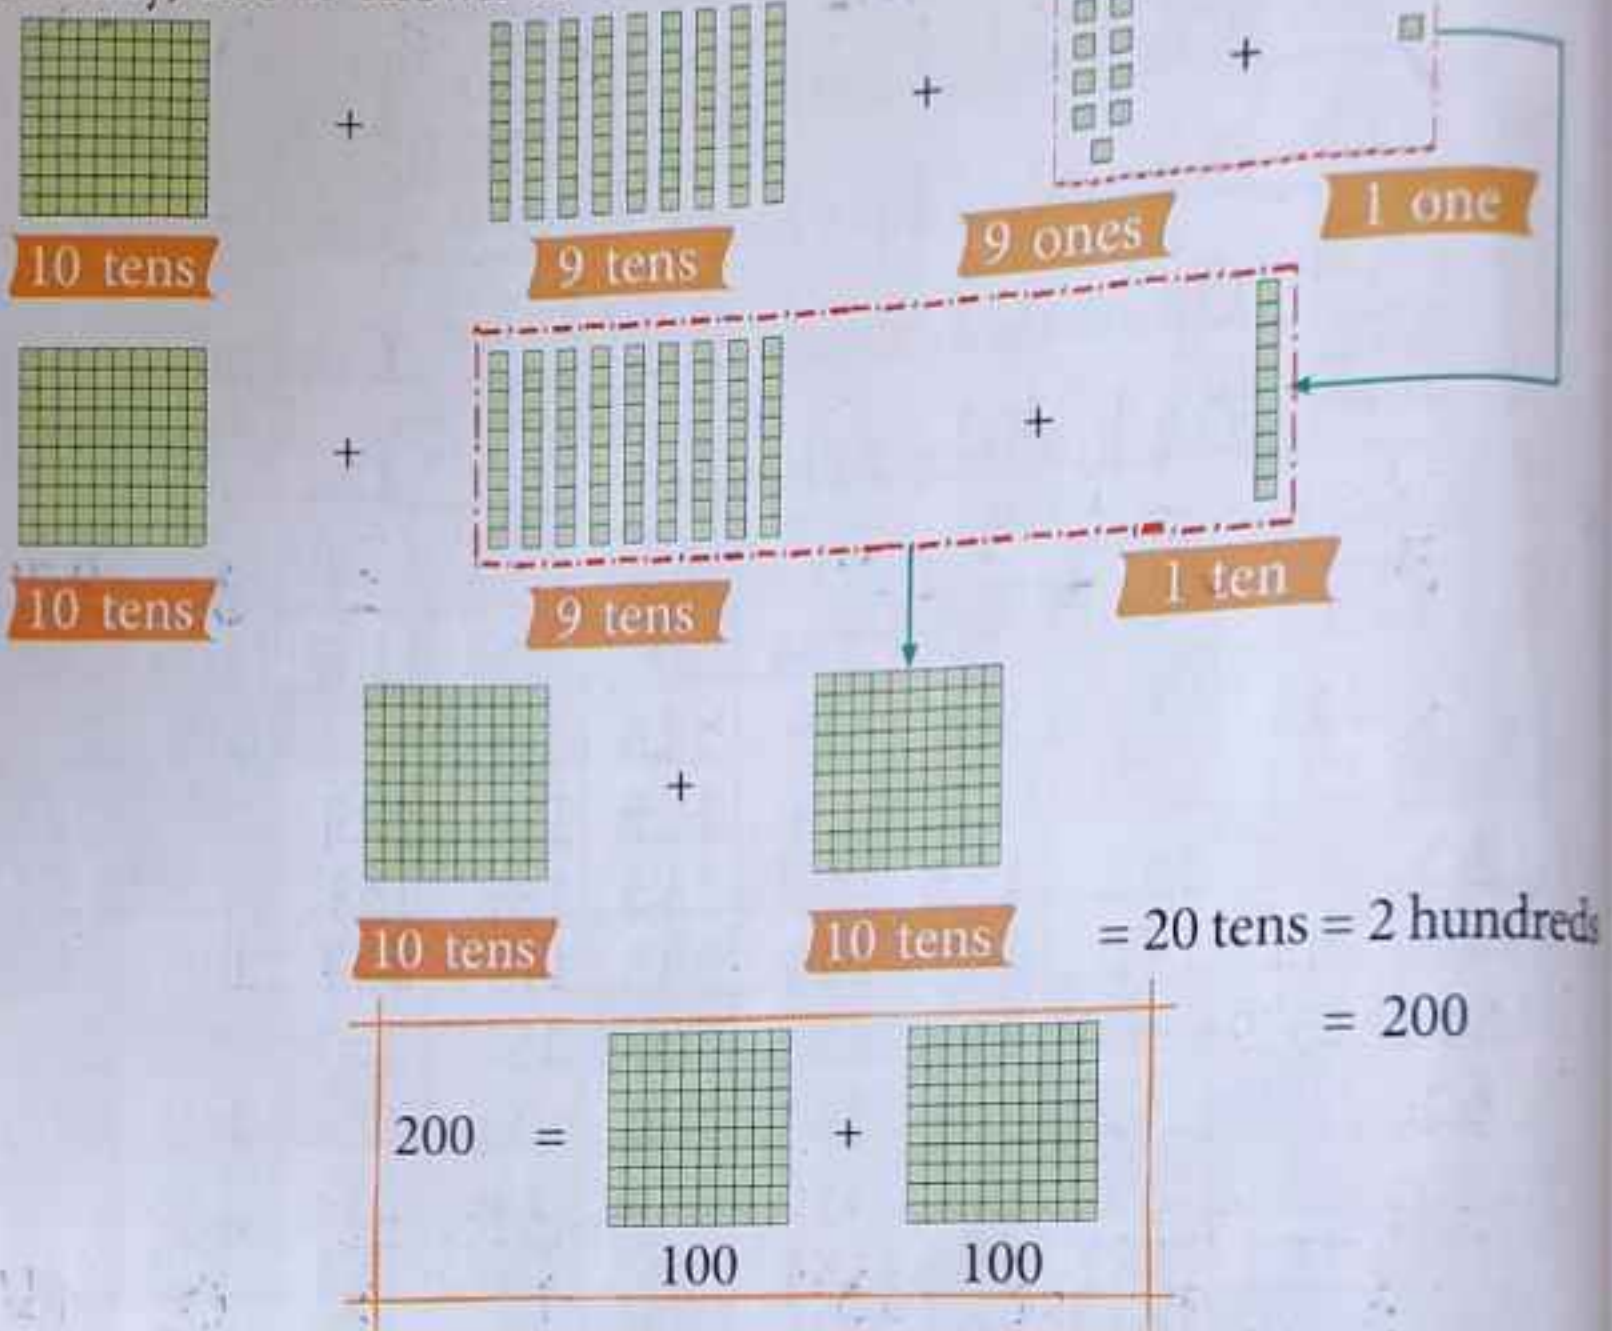 + + +
10 tens 9 tens 9 ones 1 one
+ +
10 tens 9 tens 1 ten
+
10 tens 10 tens = 20 tens = 2 hundreds
= 200
200 = +
100 100